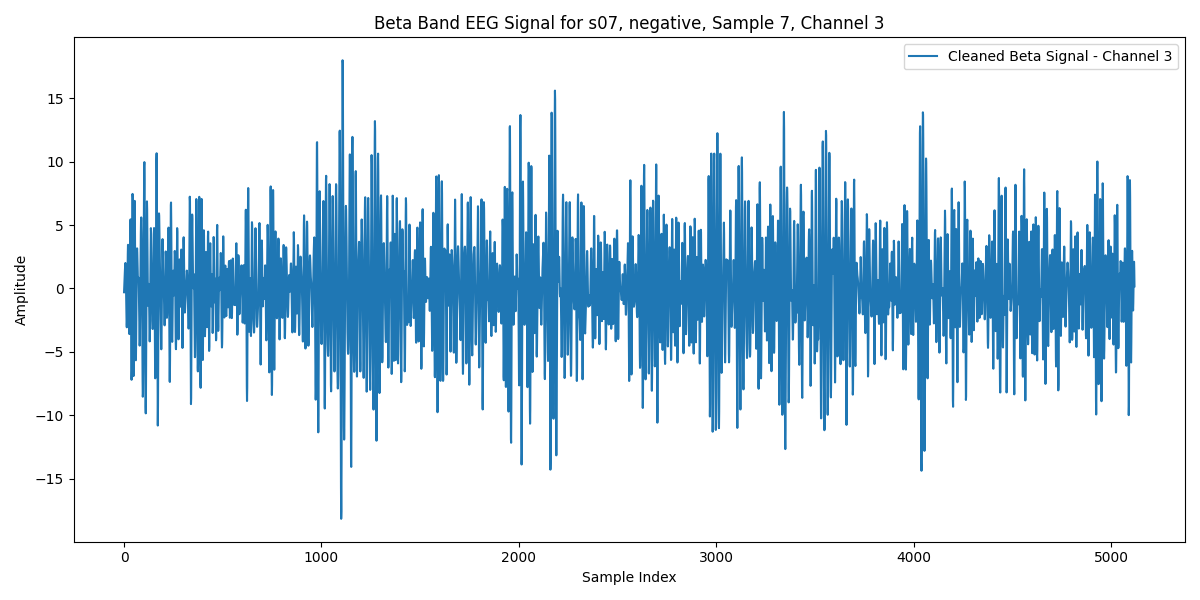 Beta Band EEG Signal for s07, negative, Sample 7, Channel 3
Cleaned Beta Signal - Channel 3
Amplitude
15
10
5
0
−5
−10
−15
0 1000 2000 3000 4000 5000
Sample Index